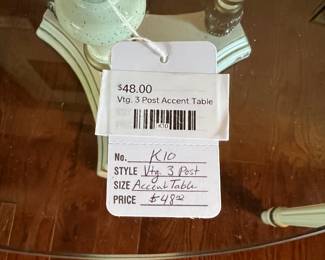 $48.00
Vtg. 3 Post Accent Table
K10
No. K10
STYLE Vtg. 3 Post
SIZE Accent Table
PRICE $48.00